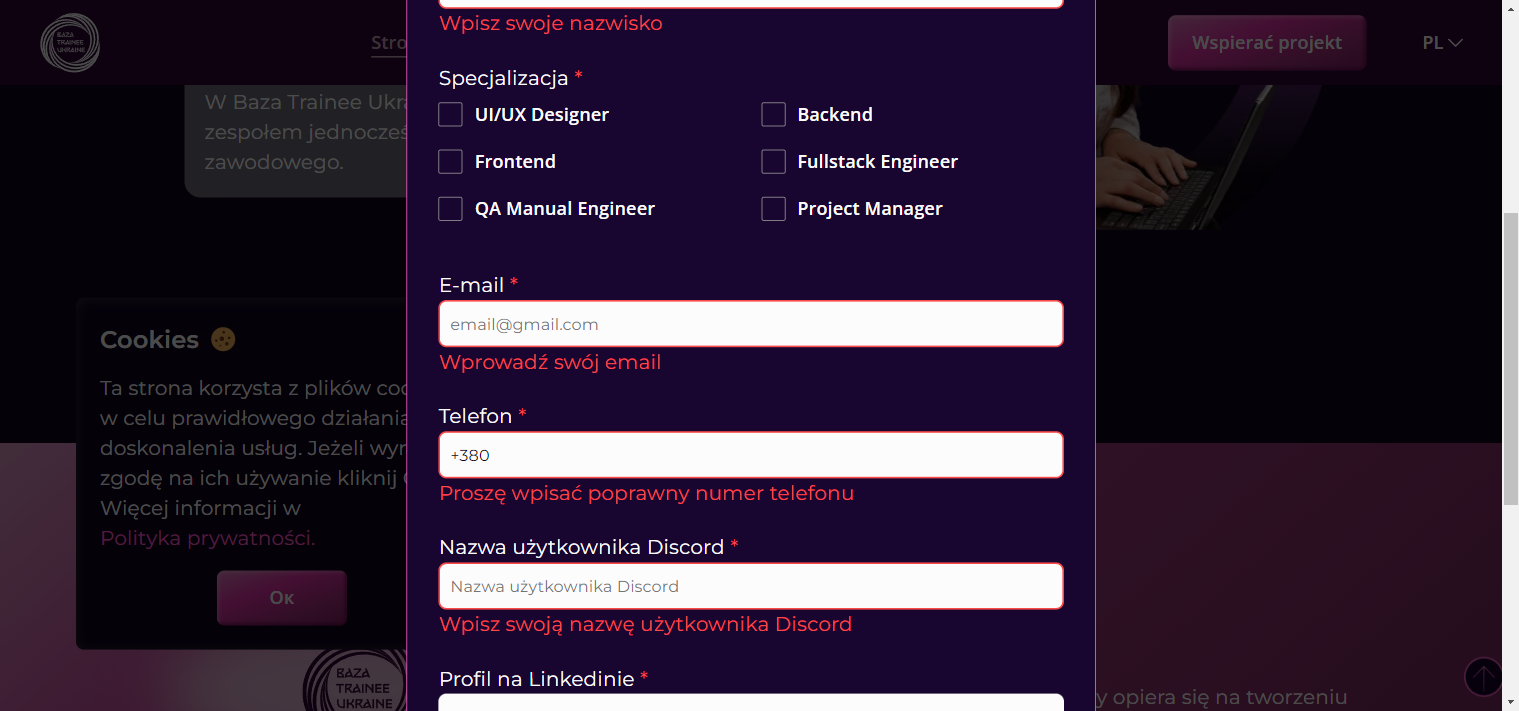 BAZA
TRAINEE
UKRAINE
Stro
Wspierać projekt
PL
W Baza Trainee Ukra
zespołem jednocześ
zawodowego.
Wpisz swoje nazwisko
Specjalizacja *
UI/UX Designer
Backend
Frontend
Fullstack Engineer
QA Manual Engineer
Project Manager
E-mail *
email@gmail.com
Wprowadź swój email
Telefon *
+380
Proszę wpisać poprawny numer telefonu
Nazwa użytkownika Discord *
Nazwa użytkownika Discord
Wpisz swoją nazwę użytkownika Discord
Profil na Linkedinie *
Cookies
Ta strona korzysta z plików coo
w celu prawidłowego działania
doskonalenia usług. Jeżeli wyr
zgodę na ich używanie kliknij
Więcej informacji w
Polityka prywatności.
Ок
BAZA
TRAINEE
UKRAINE
y opiera się na tworzeniu